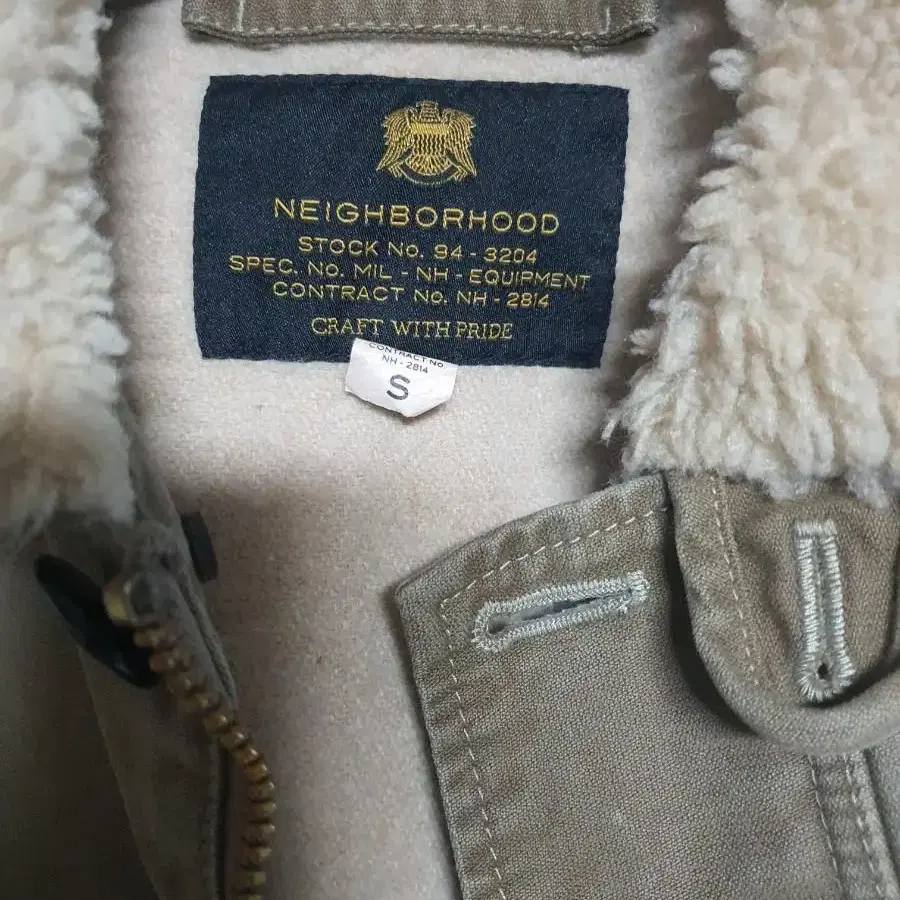 NEIGHBORHOOD
STOCK No. 94 - 3204
SPEC. No. MIL - NH - EQUIPMENT
CONTRACT No. NH - 2814
CRAFT WITH PRIDE
CONTRACT NO.
NH - 2814
S